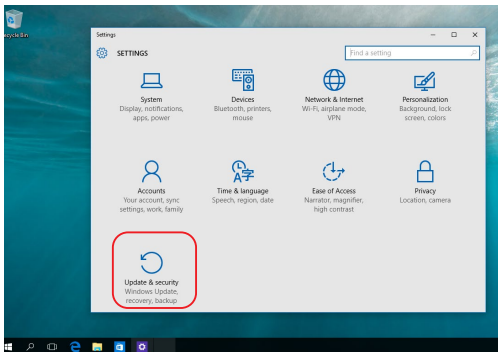 Recycle Bin
Settings
SETTINGS
Find a setting
System
Display, notifications,
apps, power
Devices
Bluetooth, printers,
mouse
Network & Internet
Wi-Fi, airplane mode,
VPN
Personalization
Background, lock
screen, colors
Accounts
Your account, sync
settings, work, family
Time & language
Speech, region, date
Ease of Access
Narrator, magnifier,
high contrast
Privacy
Location, camera
Update & security
Windows Update,
recovery, backup